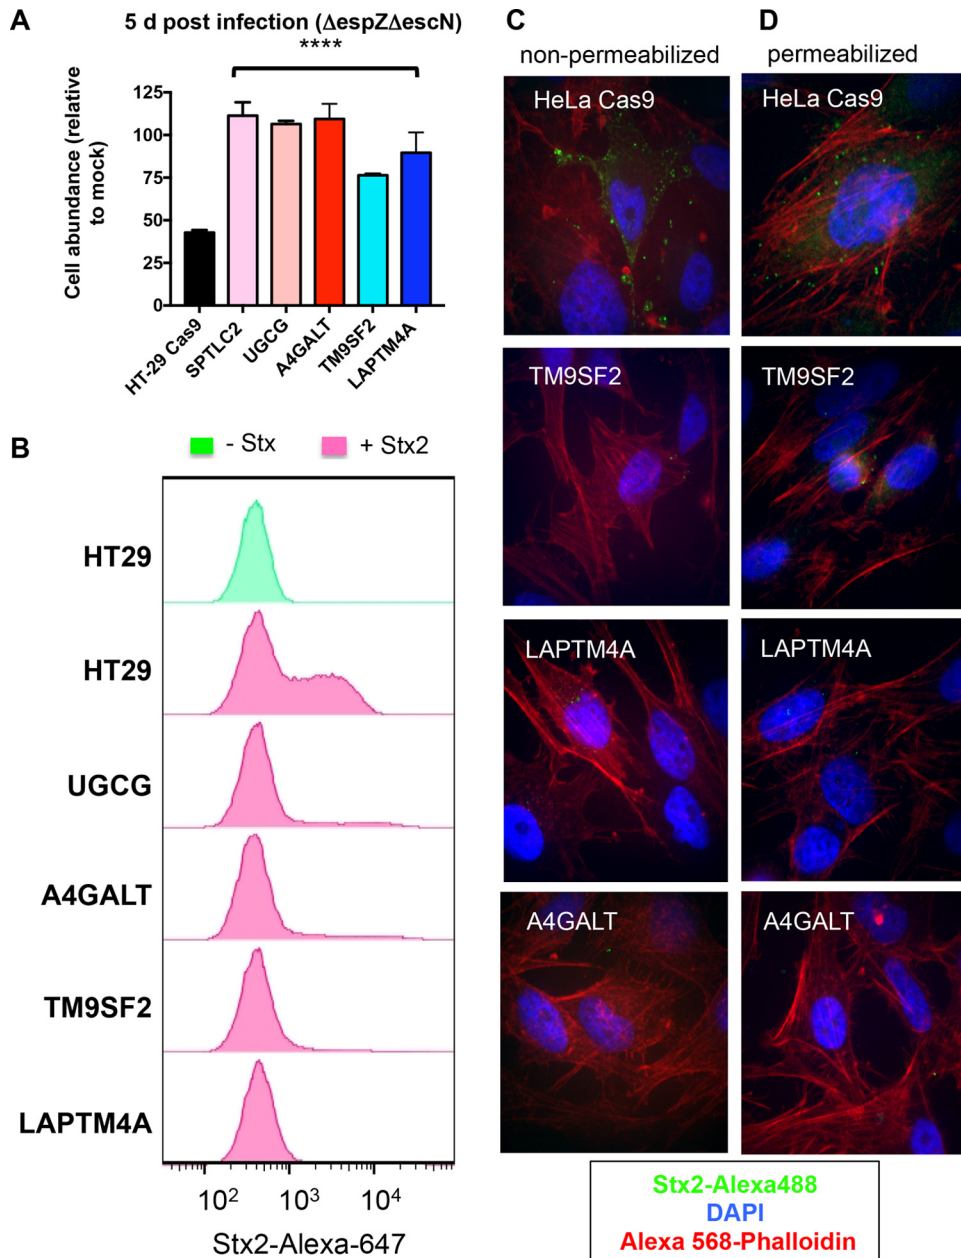 A
5 d post infection (ΔespZΔescN)
****
Cell abundance (relative
to mock)
125
100
75
50
25
0
HT-29 Cas9
SPTLC2
UGCG
A4GALT
TM9SF2
LAPTM4A
B
- Stx
+ Stx2
HT29
HT29
UGCG
A4GALT
TM9SF2
LAPTM4A
10²
10³
10⁴
Stx2-Alexa-647
C
D
non-permeabilized
permeabilized
HeLa Cas9
HeLa Cas9
TM9SF2
TM9SF2
LAPTM4A
LAPTM4A
A4GALT
A4GALT
Stx2-Alexa488
DAPI
Alexa 568-Phalloidin